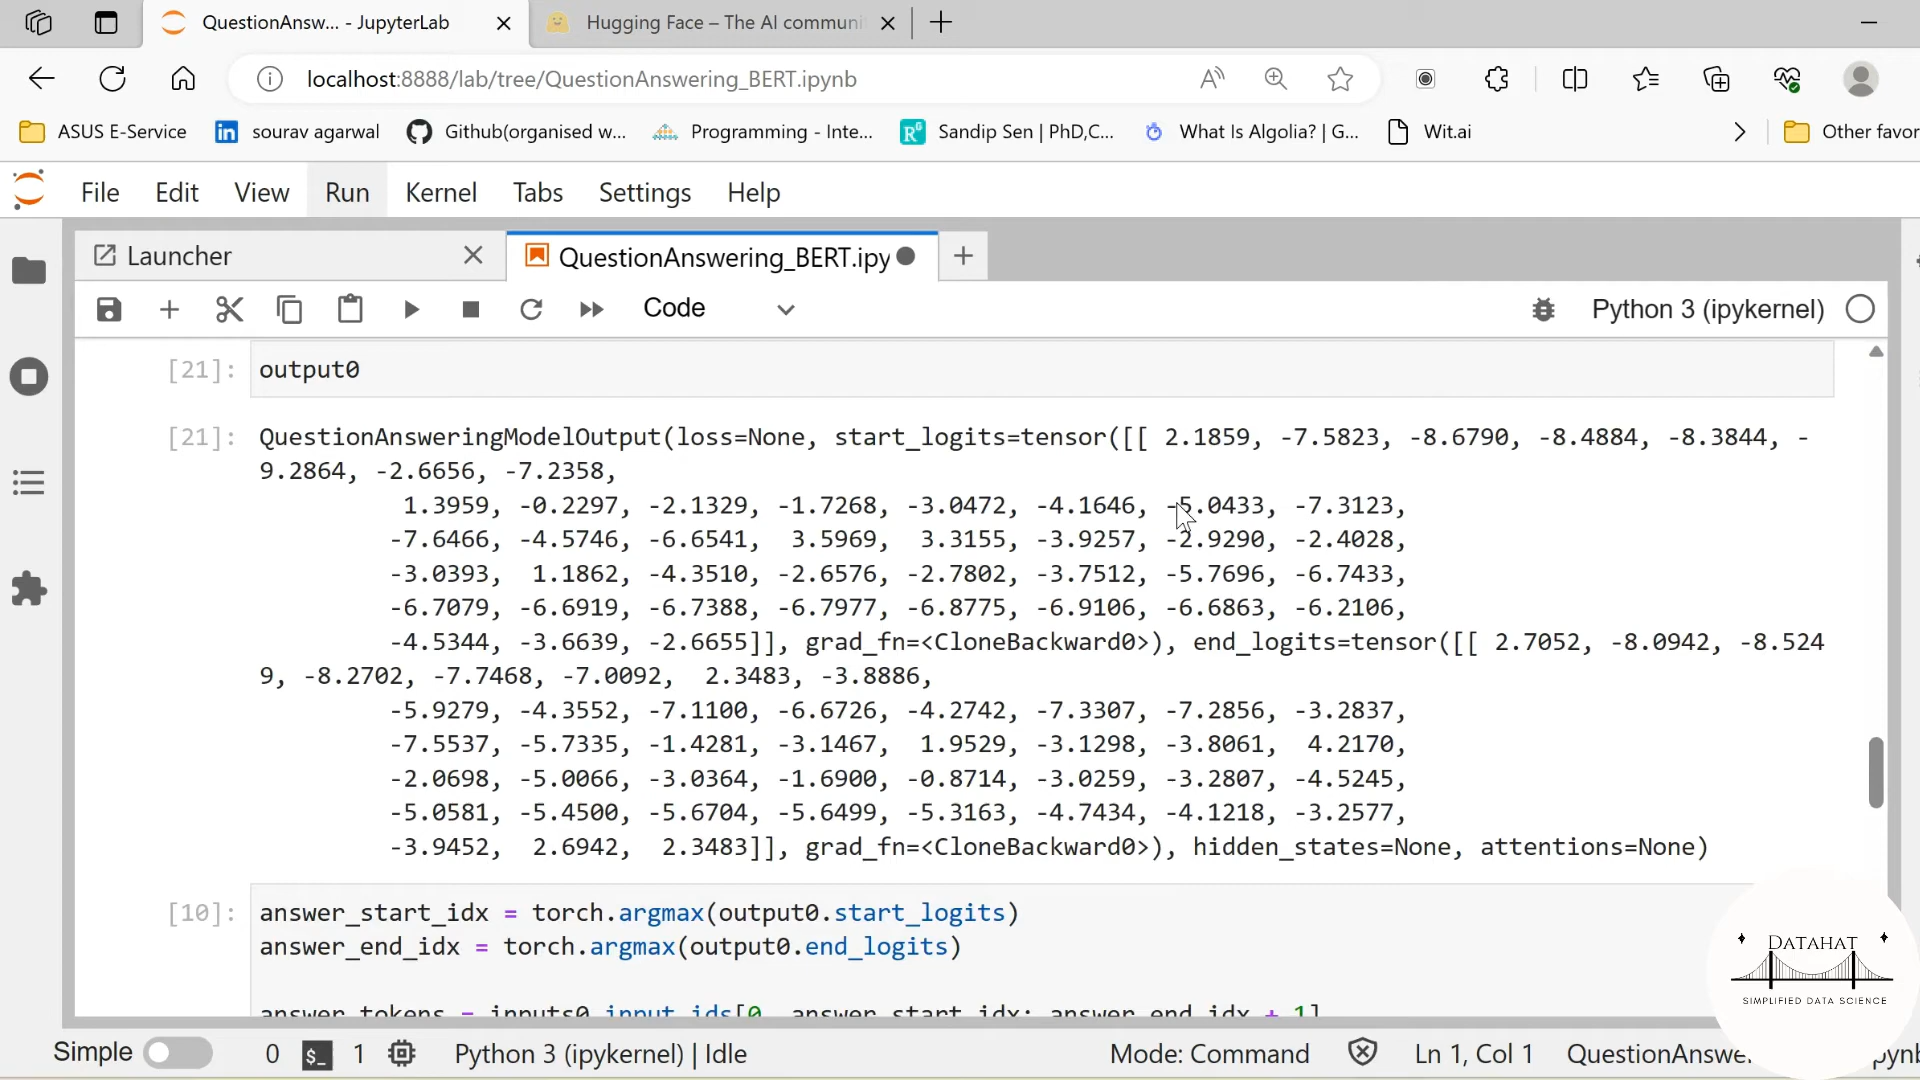 QuestionAnsw... - JupyterLab
Hugging Face – The AI communi
localhost:8888/lab/tree/QuestionAnswering_BERT.ipynb
ASUS E-Service
sourav agarwal
Github(organised w...
Programming - Inte...
Sandip Sen | PhD,C...
What Is Algolia? | G...
Wit.ai
Other favor
File Edit View Run Kernel Tabs Settings Help
Launcher
QuestionAnswering_BERT.ipy
Code
Python 3 (ipykernel)
[21]: output0
[21]: QuestionAnsweringModelOutput(loss=None, start_logits=tensor([[ 2.1859, -7.5823, -8.6790, -8.4884, -8.3844, -
9.2864, -2.6656, -7.2358,
1.3959, -0.2297, -2.1329, -1.7268, -3.0472, -4.1646, -5.0433, -7.3123,
-7.6466, -4.5746, -6.6541, 3.5969, 3.3155, -3.9257, -2.9290, -2.4028,
-3.0393, 1.1862, -4.3510, -2.6576, -2.7802, -3.7512, -5.7696, -6.7433,
-6.7079, -6.6919, -6.7388, -6.7977, -6.8775, -6.9106, -6.6863, -6.2106,
-4.5344, -3.6639, -2.6655]], grad_fn=<CloneBackward0>), end_logits=tensor([[ 2.7052, -8.0942, -8.524
9, -8.2702, -7.7468, -7.0092, 2.3483, -3.8886,
-5.9279, -4.3552, -7.1100, -6.6726, -4.2742, -7.3307, -7.2856, -3.2837,
-7.5537, -5.7335, -1.4281, -3.1467, 1.9529, -3.1298, -3.8061, 4.2170,
-2.0698, -5.0066, -3.0364, -1.6900, -0.8714, -3.0259, -3.2807, -4.5245,
-5.0581, -5.4500, -5.6704, -5.6499, -5.3163, -4.7434, -4.1218, -3.2577,
-3.9452, 2.6942, 2.3483]], grad_fn=<CloneBackward0>), hidden_states=None, attentions=None)
[10]: answer_start_idx = torch.argmax(output0.start_logits)
answer_end_idx = torch.argmax(output0.end_logits)
answer_tokens = inputs0.input_ids[0, answer_start_idx: answer_end_idx + 1]
DATAHAT
SIMPLIFIED DATA SCIENCE
Simple 0 $_ 1 Python 3 (ipykernel) | Idle
Mode: Command Ln 1, Col 1 QuestionAnswe pynb